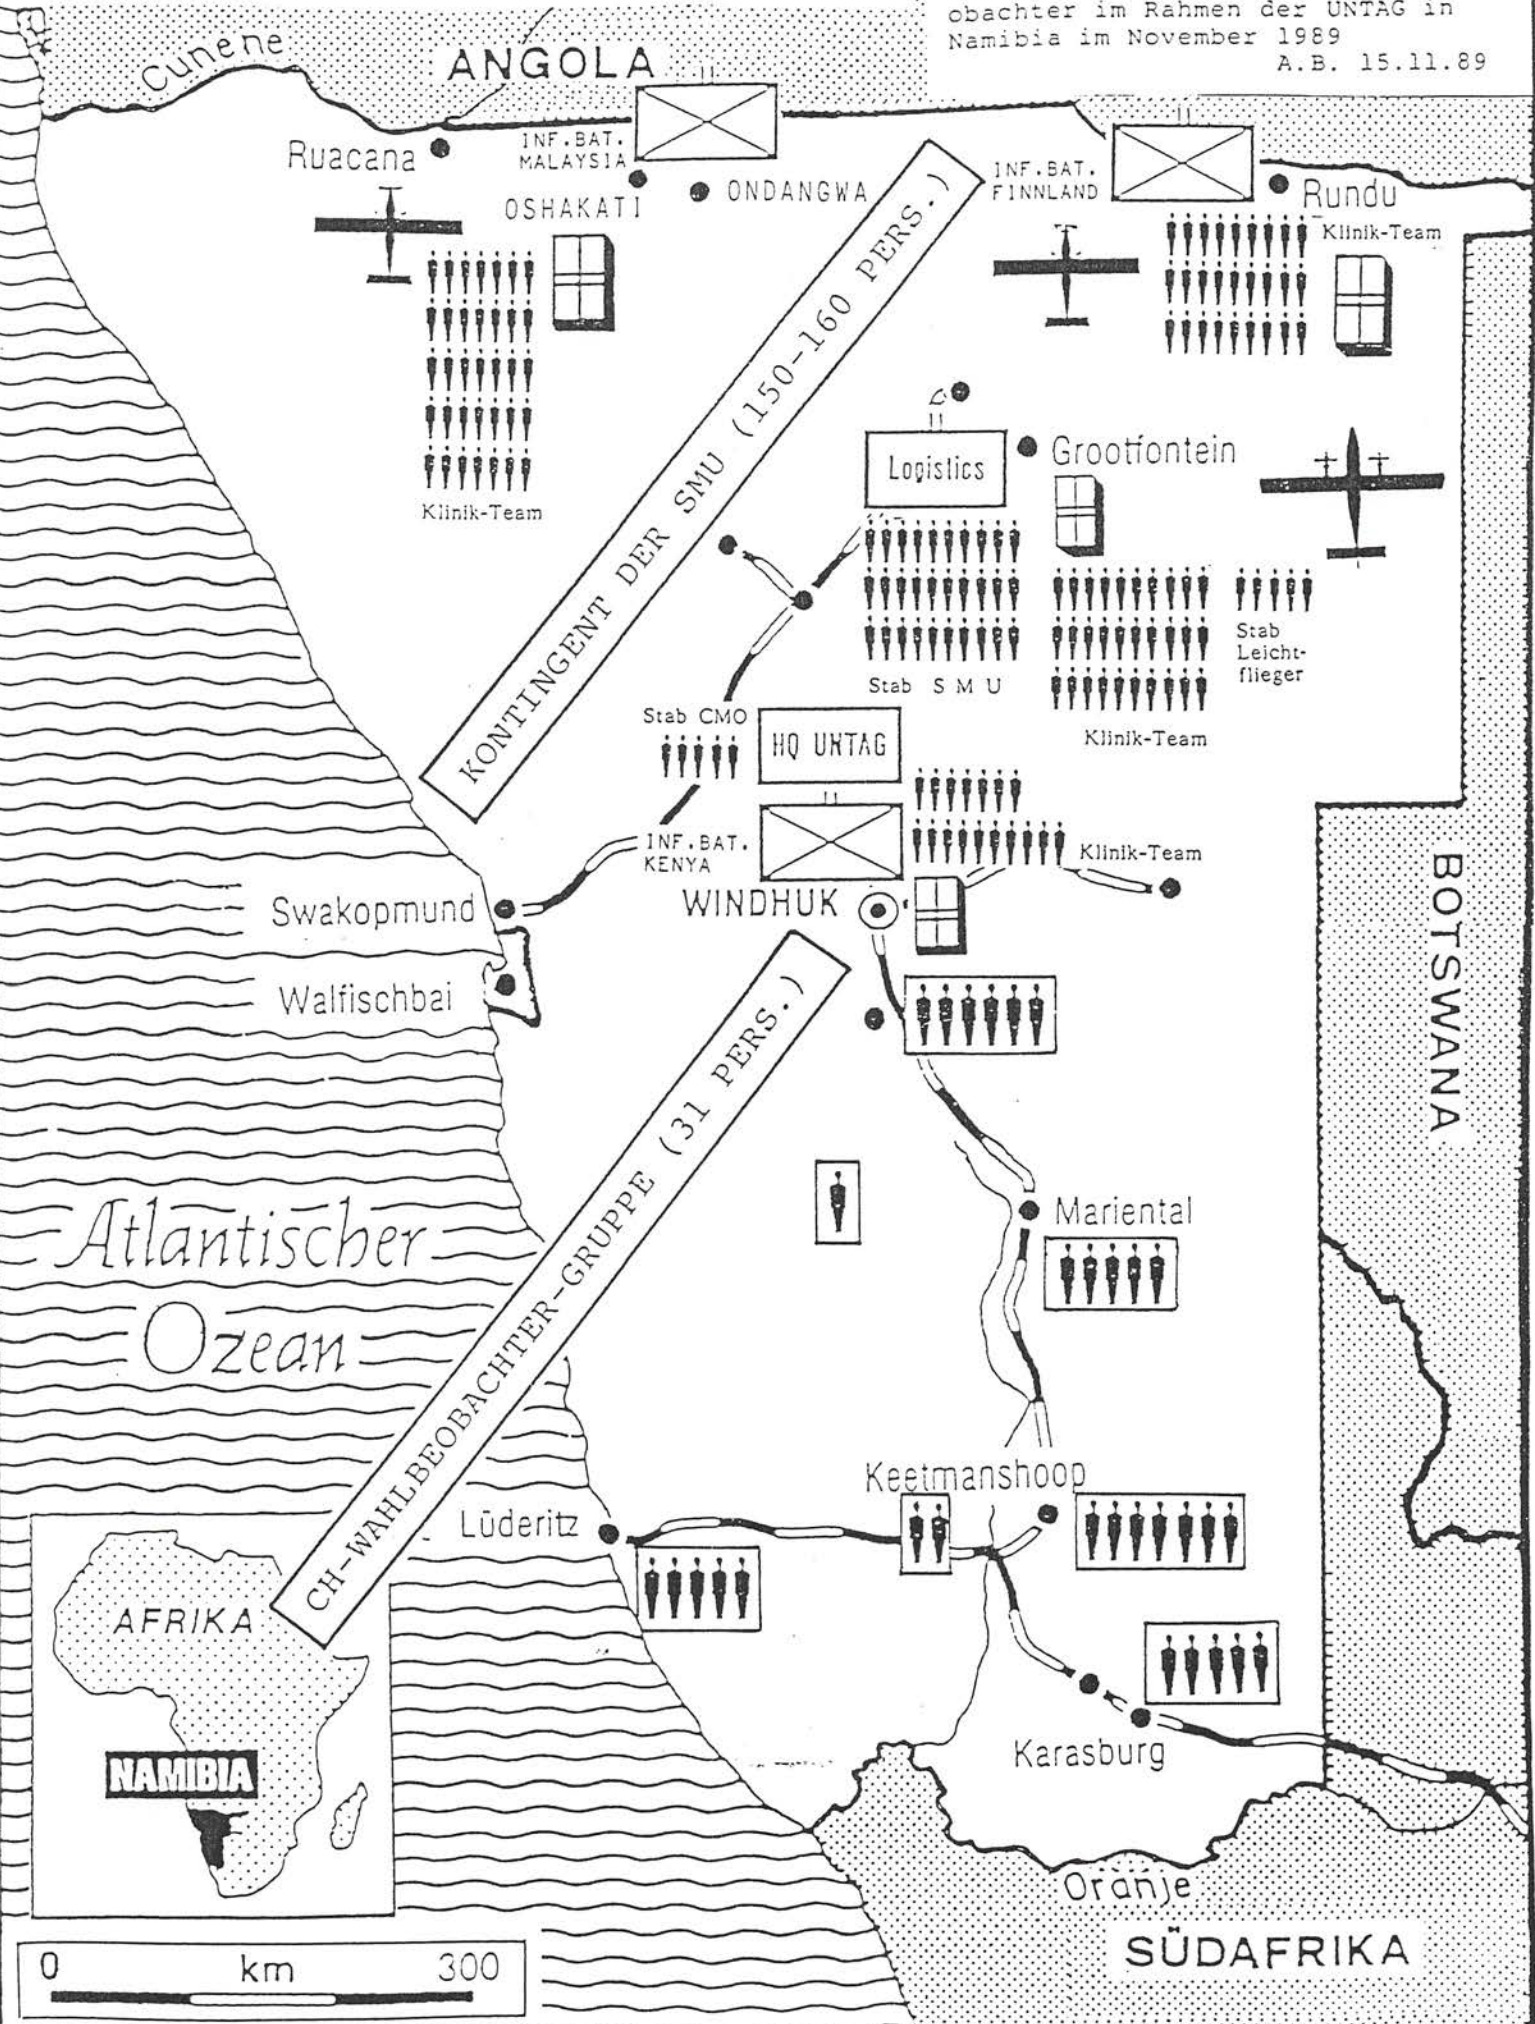 obachter im Rahmen der UNTAG in
Namibia im November 1989
A.B. 15.11.89
Cunene
ANGOLA
Ruacana
INF.BAT.
MALAYSIA
OSHAKATI
ONDANGWA
INF.BAT.
FINNLAND
Rundu
Klinik-Team
Klinik-Team
KONTINGENT DER SMU (150-160 PERS.)
Logistics
Grootfontein
Stab S M U
Stab
Leicht-
flieger
Klinik-Team
Stab CMO
HQ UNTAG
INF.BAT.
KENYA
Klinik-Team
WINDHUK
Swakopmund
Walfischbai
BOTSWANA
CH-WAHLBEOBACHTER-GRUPPE (31 PERS.)
Mariental
Atlantischer
Ozean
Keetmanshoop
Lüderitz
AFRIKA
NAMIBIA
Karasburg
Oranje
SÜDAFRIKA
0 km 300